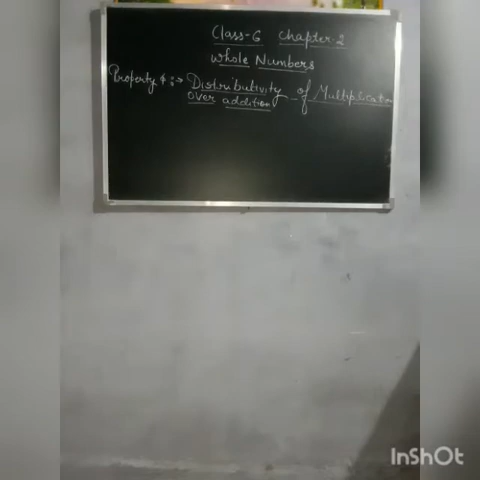 Class-6 Chapter-2
Whole Numbers
Property 4 :→ Distributivity of Multiplication
over addition
InShOt